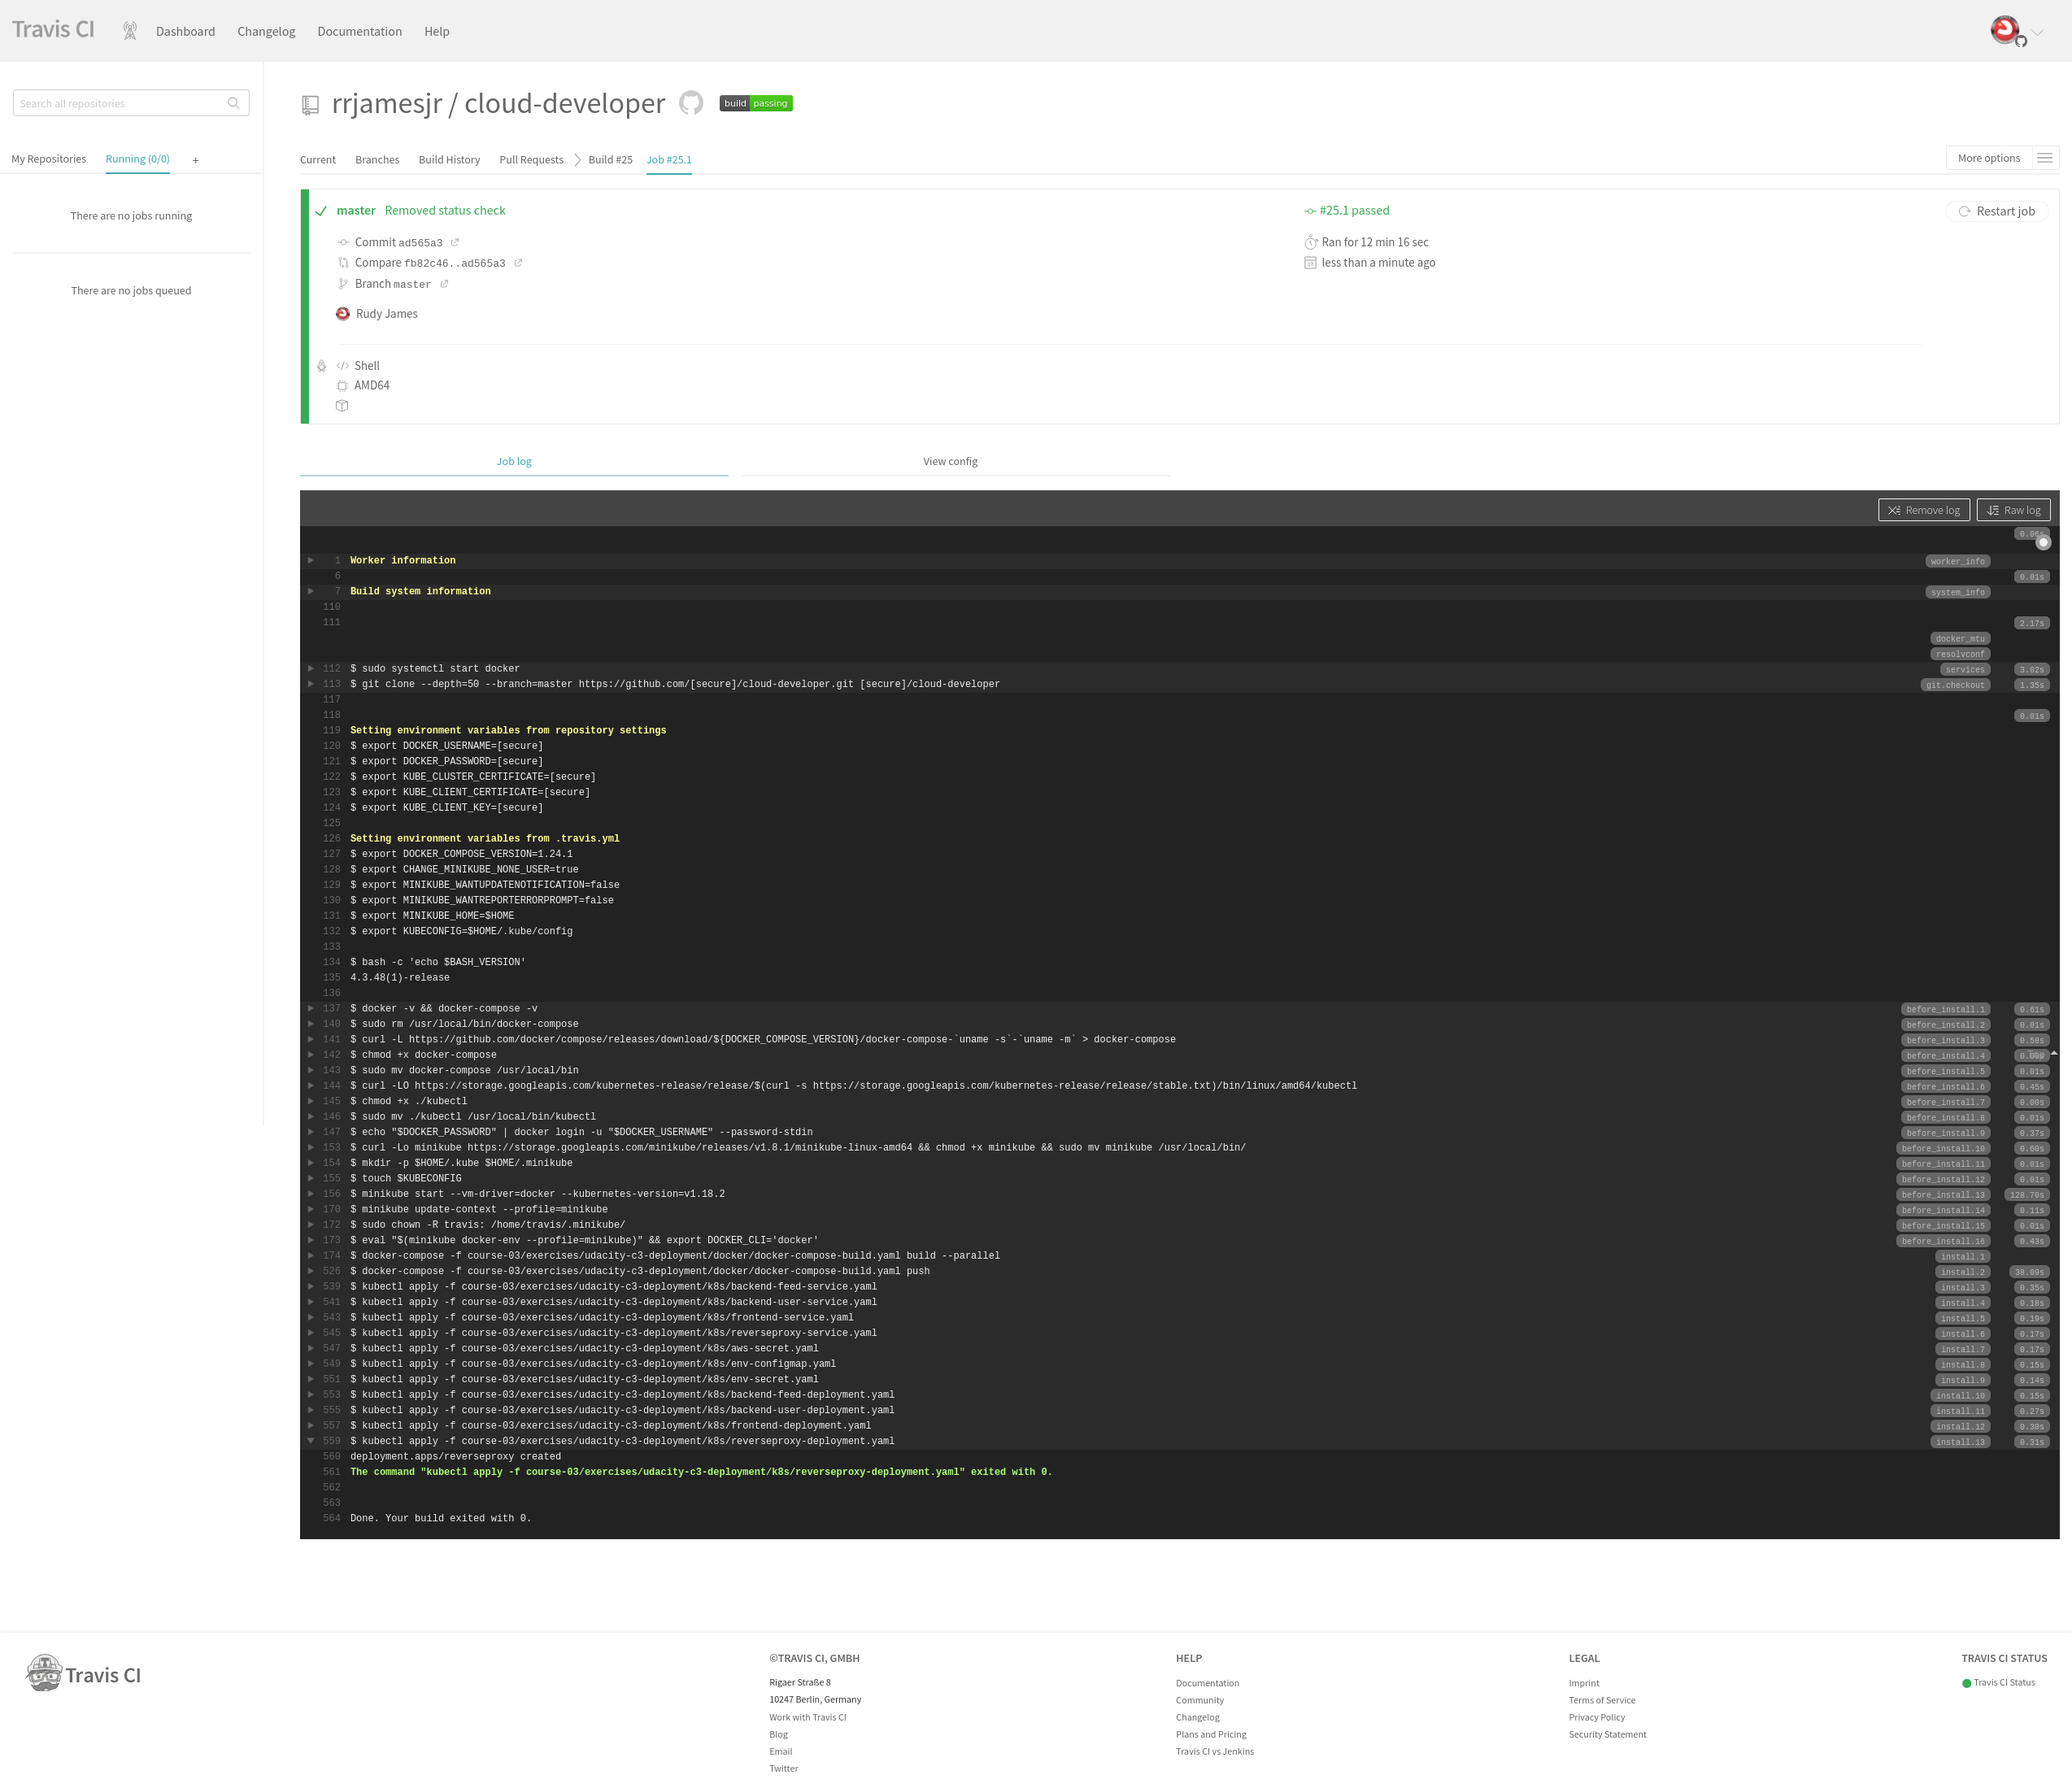 Travis CI
Dashboard
Changelog
Documentation
Help
Search all repositories
My Repositories
Running (0/0)
+
There are no jobs running
There are no jobs queued
rrjamesjr / cloud-developer
build passing
Current
Branches
Build History
Pull Requests
Build #25
Job #25.1
More options
master Removed status check
Commit ad565a3
Compare fb82c46..ad565a3
Branch master
Rudy James
#25.1 passed
Ran for 12 min 16 sec
less than a minute ago
Restart job
Shell
AMD64
Job log
View config
Remove log
Raw log
1 Worker information worker_info
6 0.01s
7 Build system information system_info
110
111 2.17s
docker_mtu
resolvconf
112 $ sudo systemctl start docker services 3.02s
113 $ git clone --depth=50 --branch=master https://github.com/[secure]/cloud-developer.git [secure]/cloud-developer git.checkout 1.35s
117
118 0.01s
119 Setting environment variables from repository settings
120 $ export DOCKER_USERNAME=[secure]
121 $ export DOCKER_PASSWORD=[secure]
122 $ export KUBE_CLUSTER_CERTIFICATE=[secure]
123 $ export KUBE_CLIENT_CERTIFICATE=[secure]
124 $ export KUBE_CLIENT_KEY=[secure]
125
126 Setting environment variables from .travis.yml
127 $ export DOCKER_COMPOSE_VERSION=1.24.1
128 $ export CHANGE_MINIKUBE_NONE_USER=true
129 $ export MINIKUBE_WANTUPDATENOTIFICATION=false
130 $ export MINIKUBE_WANTREPORTERRORPROMPT=false
131 $ export MINIKUBE_HOME=$HOME
132 $ export KUBECONFIG=$HOME/.kube/config
133
134 $ bash -c 'echo $BASH_VERSION'
135 4.3.48(1)-release
136
137 $ docker -v && docker-compose -v before_install.1 0.61s
140 $ sudo rm /usr/local/bin/docker-compose before_install.2 0.01s
141 $ curl -L https://github.com/docker/compose/releases/download/${DOCKER_COMPOSE_VERSION}/docker-compose-`uname -s`-`uname -m` > docker-compose before_install.3 0.58s
142 $ chmod +x docker-compose before_install.4
143 $ sudo mv docker-compose /usr/local/bin before_install.5 0.01s
144 $ curl -LO https://storage.googleapis.com/kubernetes-release/release/$(curl -s https://storage.googleapis.com/kubernetes-release/release/stable.txt)/bin/linux/amd64/kubectl before_install.6 0.45s
145 $ chmod +x ./kubectl before_install.7 0.00s
146 $ sudo mv ./kubectl /usr/local/bin/kubectl before_install.8 0.01s
147 $ echo "$DOCKER_PASSWORD" | docker login -u "$DOCKER_USERNAME" --password-stdin before_install.9 0.37s
153 $ curl -Lo minikube https://storage.googleapis.com/minikube/releases/v1.8.1/minikube-linux-amd64 && chmod +x minikube && sudo mv minikube /usr/local/bin/ before_install.10 0.60s
154 $ mkdir -p $HOME/.kube $HOME/.minikube before_install.11 0.01s
155 $ touch $KUBECONFIG before_install.12 0.01s
156 $ minikube start --vm-driver=docker --kubernetes-version=v1.18.2 before_install.13 128.70s
170 $ minikube update-context --profile=minikube before_install.14 0.11s
172 $ sudo chown -R travis: /home/travis/.minikube/ before_install.15 0.01s
173 $ eval "$(minikube docker-env --profile=minikube)" && export DOCKER_CLI='docker' before_install.16 0.43s
174 $ docker-compose -f course-03/exercises/udacity-c3-deployment/docker/docker-compose-build.yaml build --parallel install.1
526 $ docker-compose -f course-03/exercises/udacity-c3-deployment/docker/docker-compose-build.yaml push install.2 38.09s
539 $ kubectl apply -f course-03/exercises/udacity-c3-deployment/k8s/backend-feed-service.yaml install.3 0.35s
541 $ kubectl apply -f course-03/exercises/udacity-c3-deployment/k8s/backend-user-service.yaml install.4 0.18s
543 $ kubectl apply -f course-03/exercises/udacity-c3-deployment/k8s/frontend-service.yaml install.5 0.19s
545 $ kubectl apply -f course-03/exercises/udacity-c3-deployment/k8s/reverseproxy-service.yaml install.6 0.17s
547 $ kubectl apply -f course-03/exercises/udacity-c3-deployment/k8s/aws-secret.yaml install.7 0.17s
549 $ kubectl apply -f course-03/exercises/udacity-c3-deployment/k8s/env-configmap.yaml install.8 0.15s
551 $ kubectl apply -f course-03/exercises/udacity-c3-deployment/k8s/env-secret.yaml install.9 0.14s
553 $ kubectl apply -f course-03/exercises/udacity-c3-deployment/k8s/backend-feed-deployment.yaml install.10 0.15s
555 $ kubectl apply -f course-03/exercises/udacity-c3-deployment/k8s/backend-user-deployment.yaml install.11 0.27s
557 $ kubectl apply -f course-03/exercises/udacity-c3-deployment/k8s/frontend-deployment.yaml install.12 0.30s
559 $ kubectl apply -f course-03/exercises/udacity-c3-deployment/k8s/reverseproxy-deployment.yaml install.13 0.31s
560 deployment.apps/reverseproxy created
561 The command "kubectl apply -f course-03/exercises/udacity-c3-deployment/k8s/reverseproxy-deployment.yaml" exited with 0.
562
563
564 Done. Your build exited with 0.
Travis CI
©TRAVIS CI, GMBH
Rigaer Straße 8
10247 Berlin, Germany
Work with Travis CI
Blog
Email
Twitter
HELP
Documentation
Community
Changelog
Plans and Pricing
Travis CI vs Jenkins
LEGAL
Imprint
Terms of Service
Privacy Policy
Security Statement
TRAVIS CI STATUS
Travis CI Status